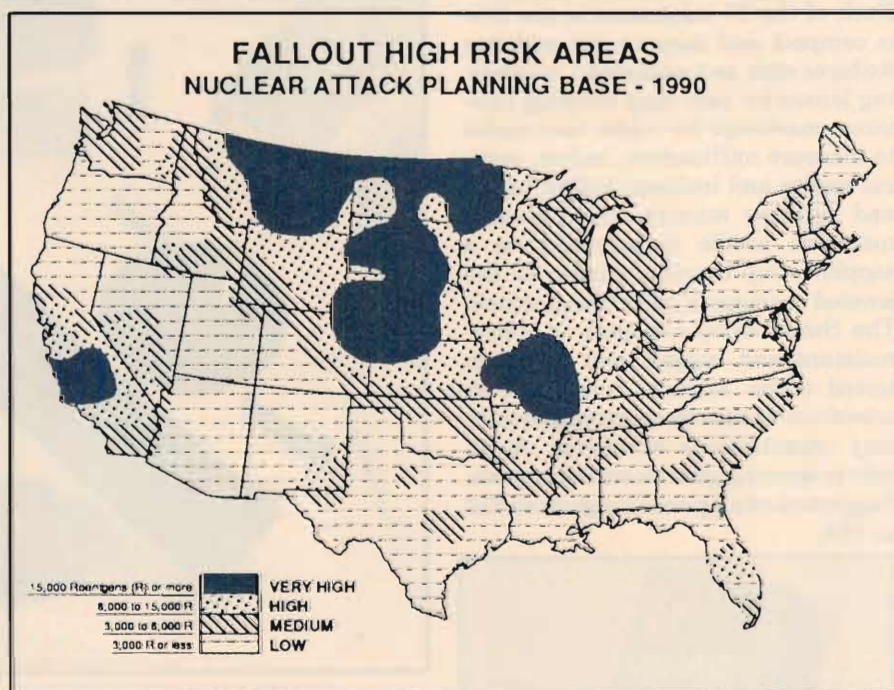 FALLOUT HIGH RISK AREAS
NUCLEAR ATTACK PLANNING BASE - 1990
15,000 Roentgens (R) or more VERY HIGH
8,000 to 15,000 R HIGH
3,000 to 8,000 R MEDIUM
3,000 R or less LOW